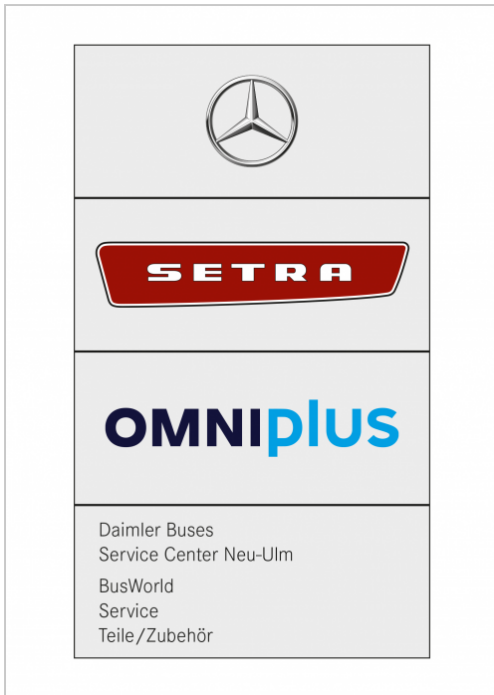 SETRA
OMNIplus
Daimler Buses
Service Center Neu-Ulm
BusWorld
Service
Teile/Zubehör